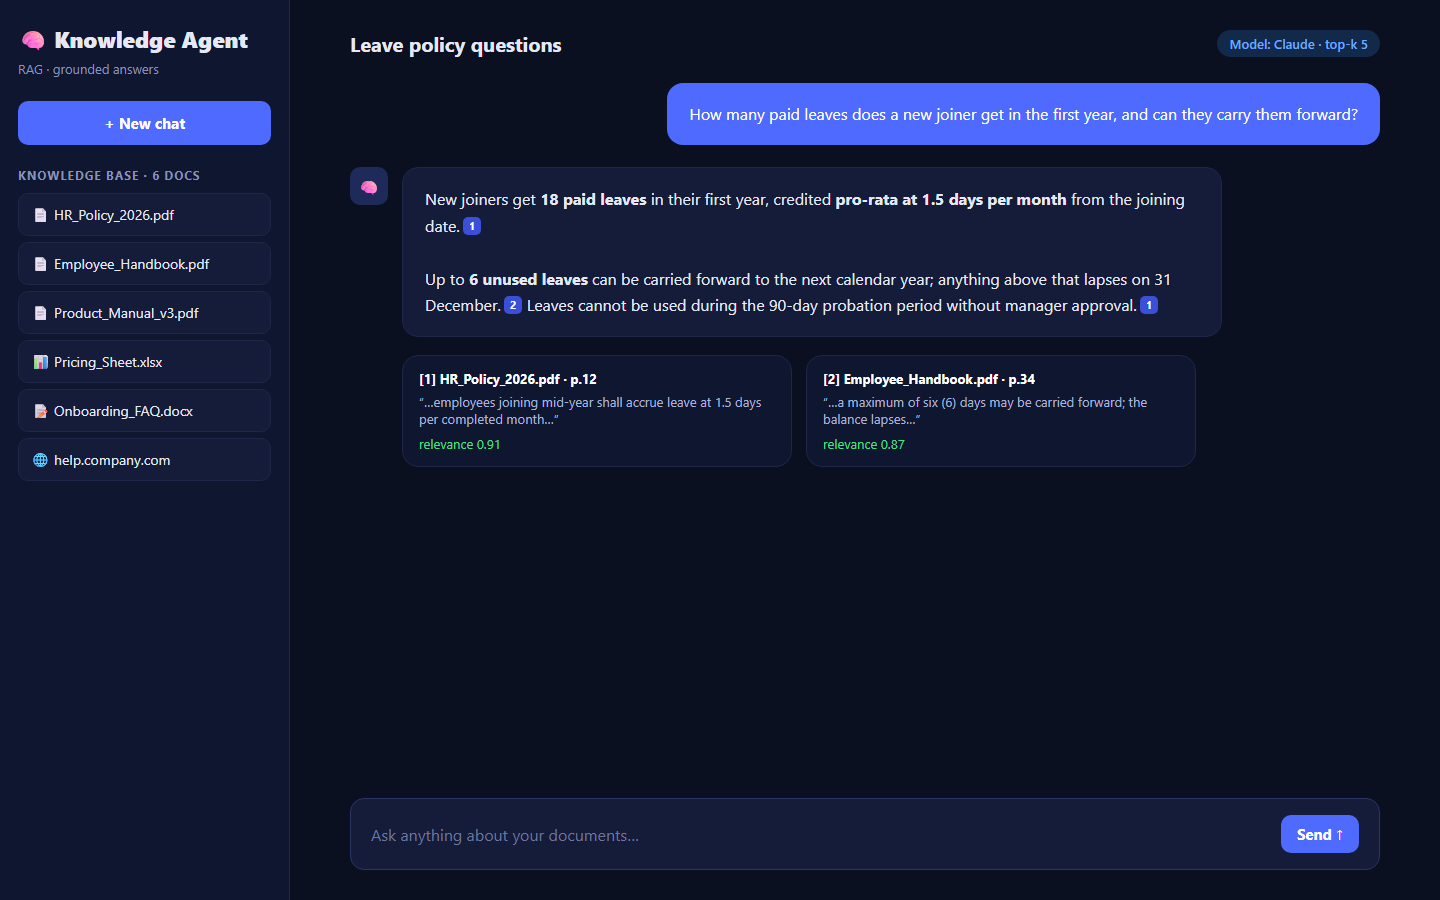 Knowledge Agent
RAG · grounded answers
+ New chat
KNOWLEDGE BASE · 6 DOCS
HR_Policy_2026.pdf
Employee_Handbook.pdf
Product_Manual_v3.pdf
Pricing_Sheet.xlsx
Onboarding_FAQ.docx
help.company.com
Leave policy questions
Model: Claude · top-k 5
How many paid leaves does a new joiner get in the first year, and can they carry them forward?
New joiners get 18 paid leaves in their first year, credited pro-rata at 1.5 days per month from the joining
date. 1
Up to 6 unused leaves can be carried forward to the next calendar year; anything above that lapses on 31
December. 2 Leaves cannot be used during the 90-day probation period without manager approval. 1
[1] HR_Policy_2026.pdf · p.12
“…employees joining mid-year shall accrue leave at 1.5 days
per completed month…”
relevance 0.91
[2] Employee_Handbook.pdf · p.34
“…a maximum of six (6) days may be carried forward; the
balance lapses…”
relevance 0.87
Ask anything about your documents…
Send ↑